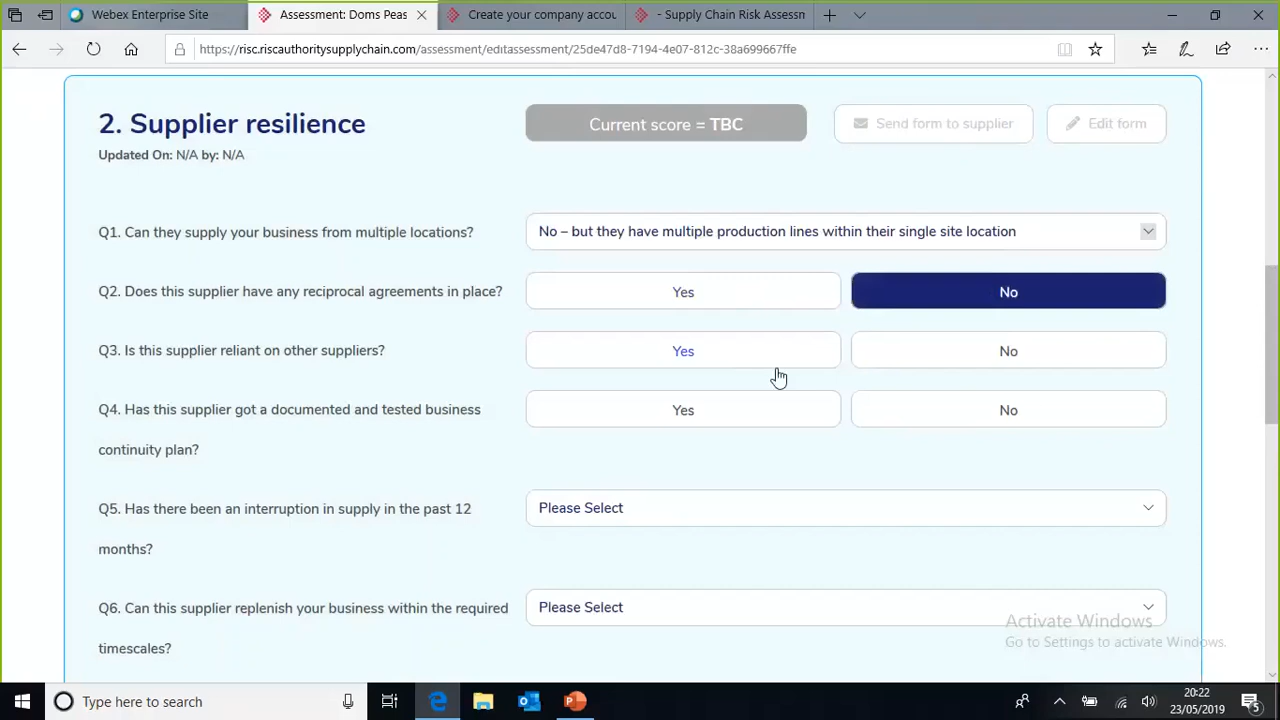 Webex Enterprise Site
Assessment: Doms Peas
Create your company accou
- Supply Chain Risk Assessm
https://risc.riscauthoritysupplychain.com/assessment/editassessment/25de47d8-7194-4e07-812c-38a699667ffe
2. Supplier resilience
Current score = TBC
Send form to supplier
Edit form
Updated On: N/A by: N/A
Q1. Can they supply your business from multiple locations?
No – but they have multiple production lines within their single site location
Q2. Does this supplier have any reciprocal agreements in place?
Yes
No
Q3. Is this supplier reliant on other suppliers?
Yes
No
Q4. Has this supplier got a documented and tested business
continuity plan?
Yes
No
Q5. Has there been an interruption in supply in the past 12
months?
Please Select
Q6. Can this supplier replenish your business within the required
timescales?
Please Select
Activate Windows
Go to Settings to activate Windows.
Type here to search
20:22
23/05/2019
5